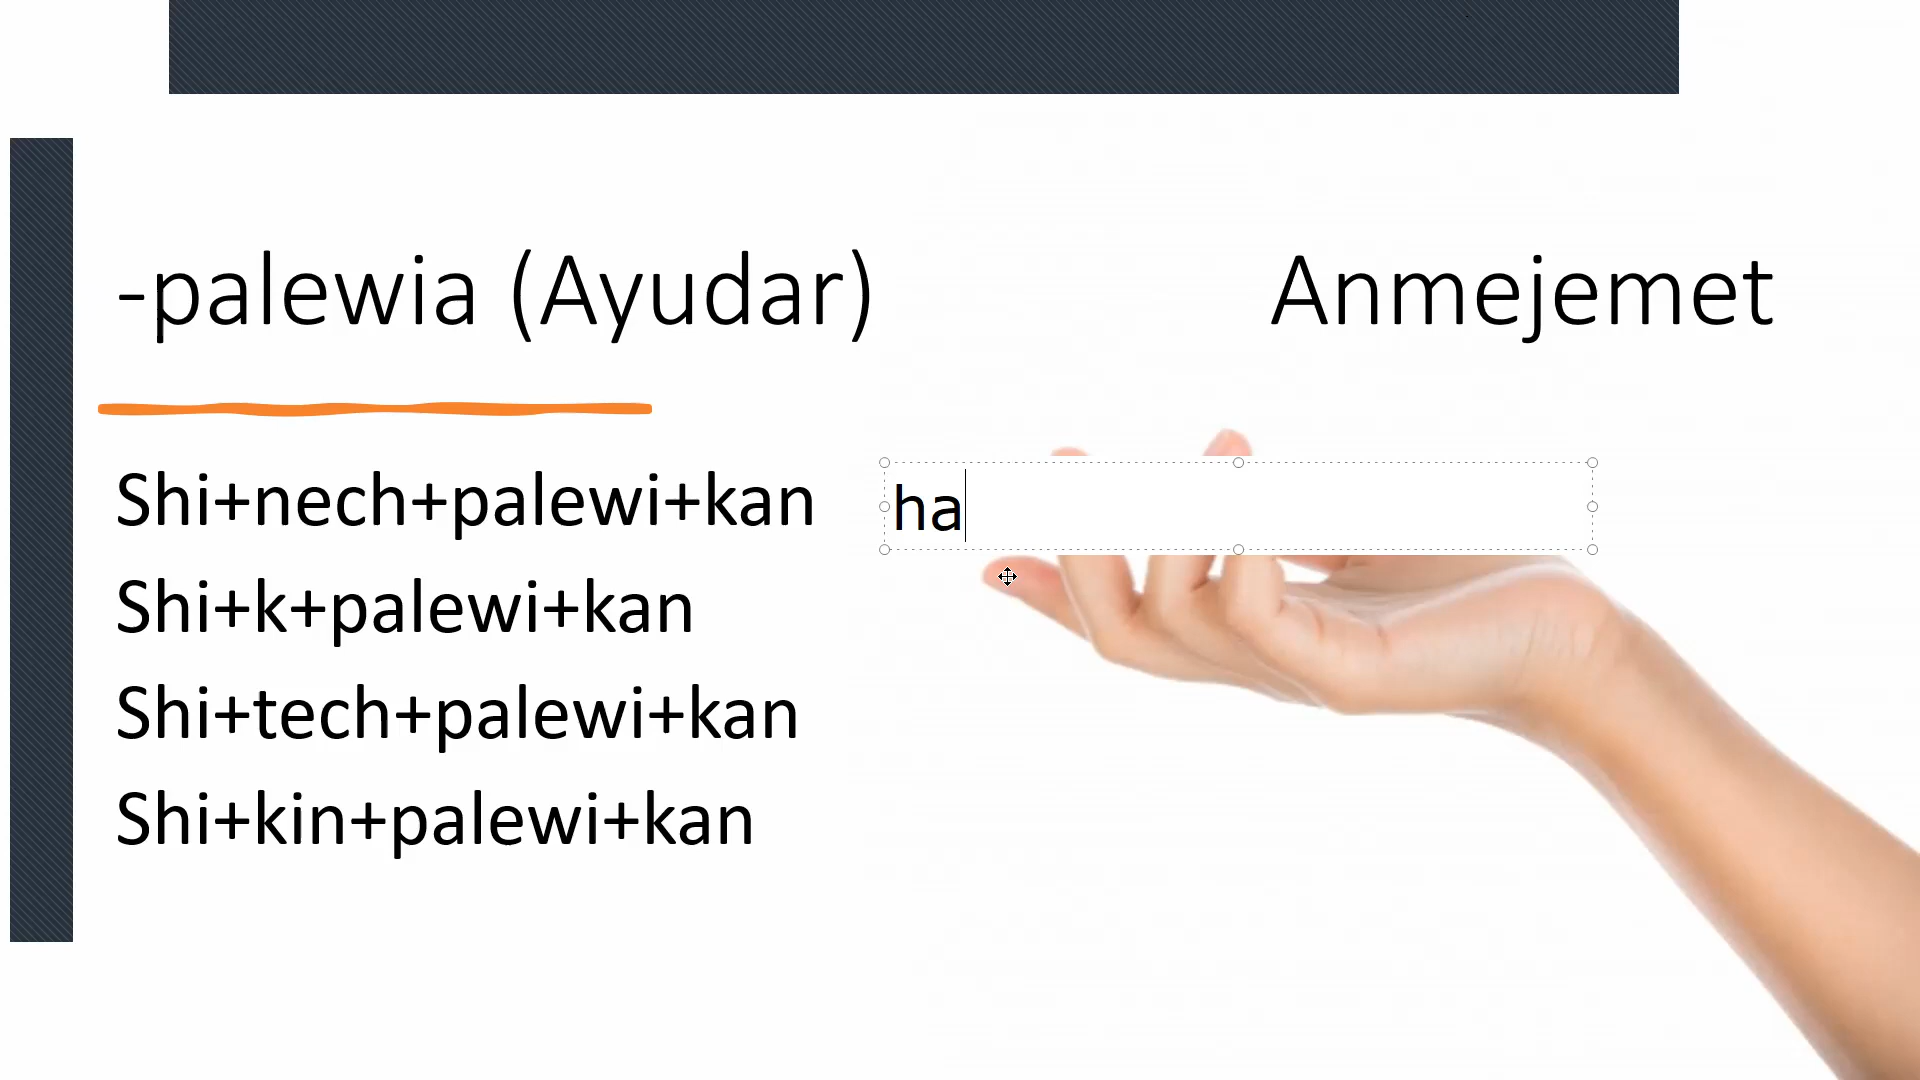 -palewia (Ayudar)
Anmejemet
Shi+nech+palewi+kan
ha
Shi+k+palewi+kan
Shi+tech+palewi+kan
Shi+kin+palewi+kan